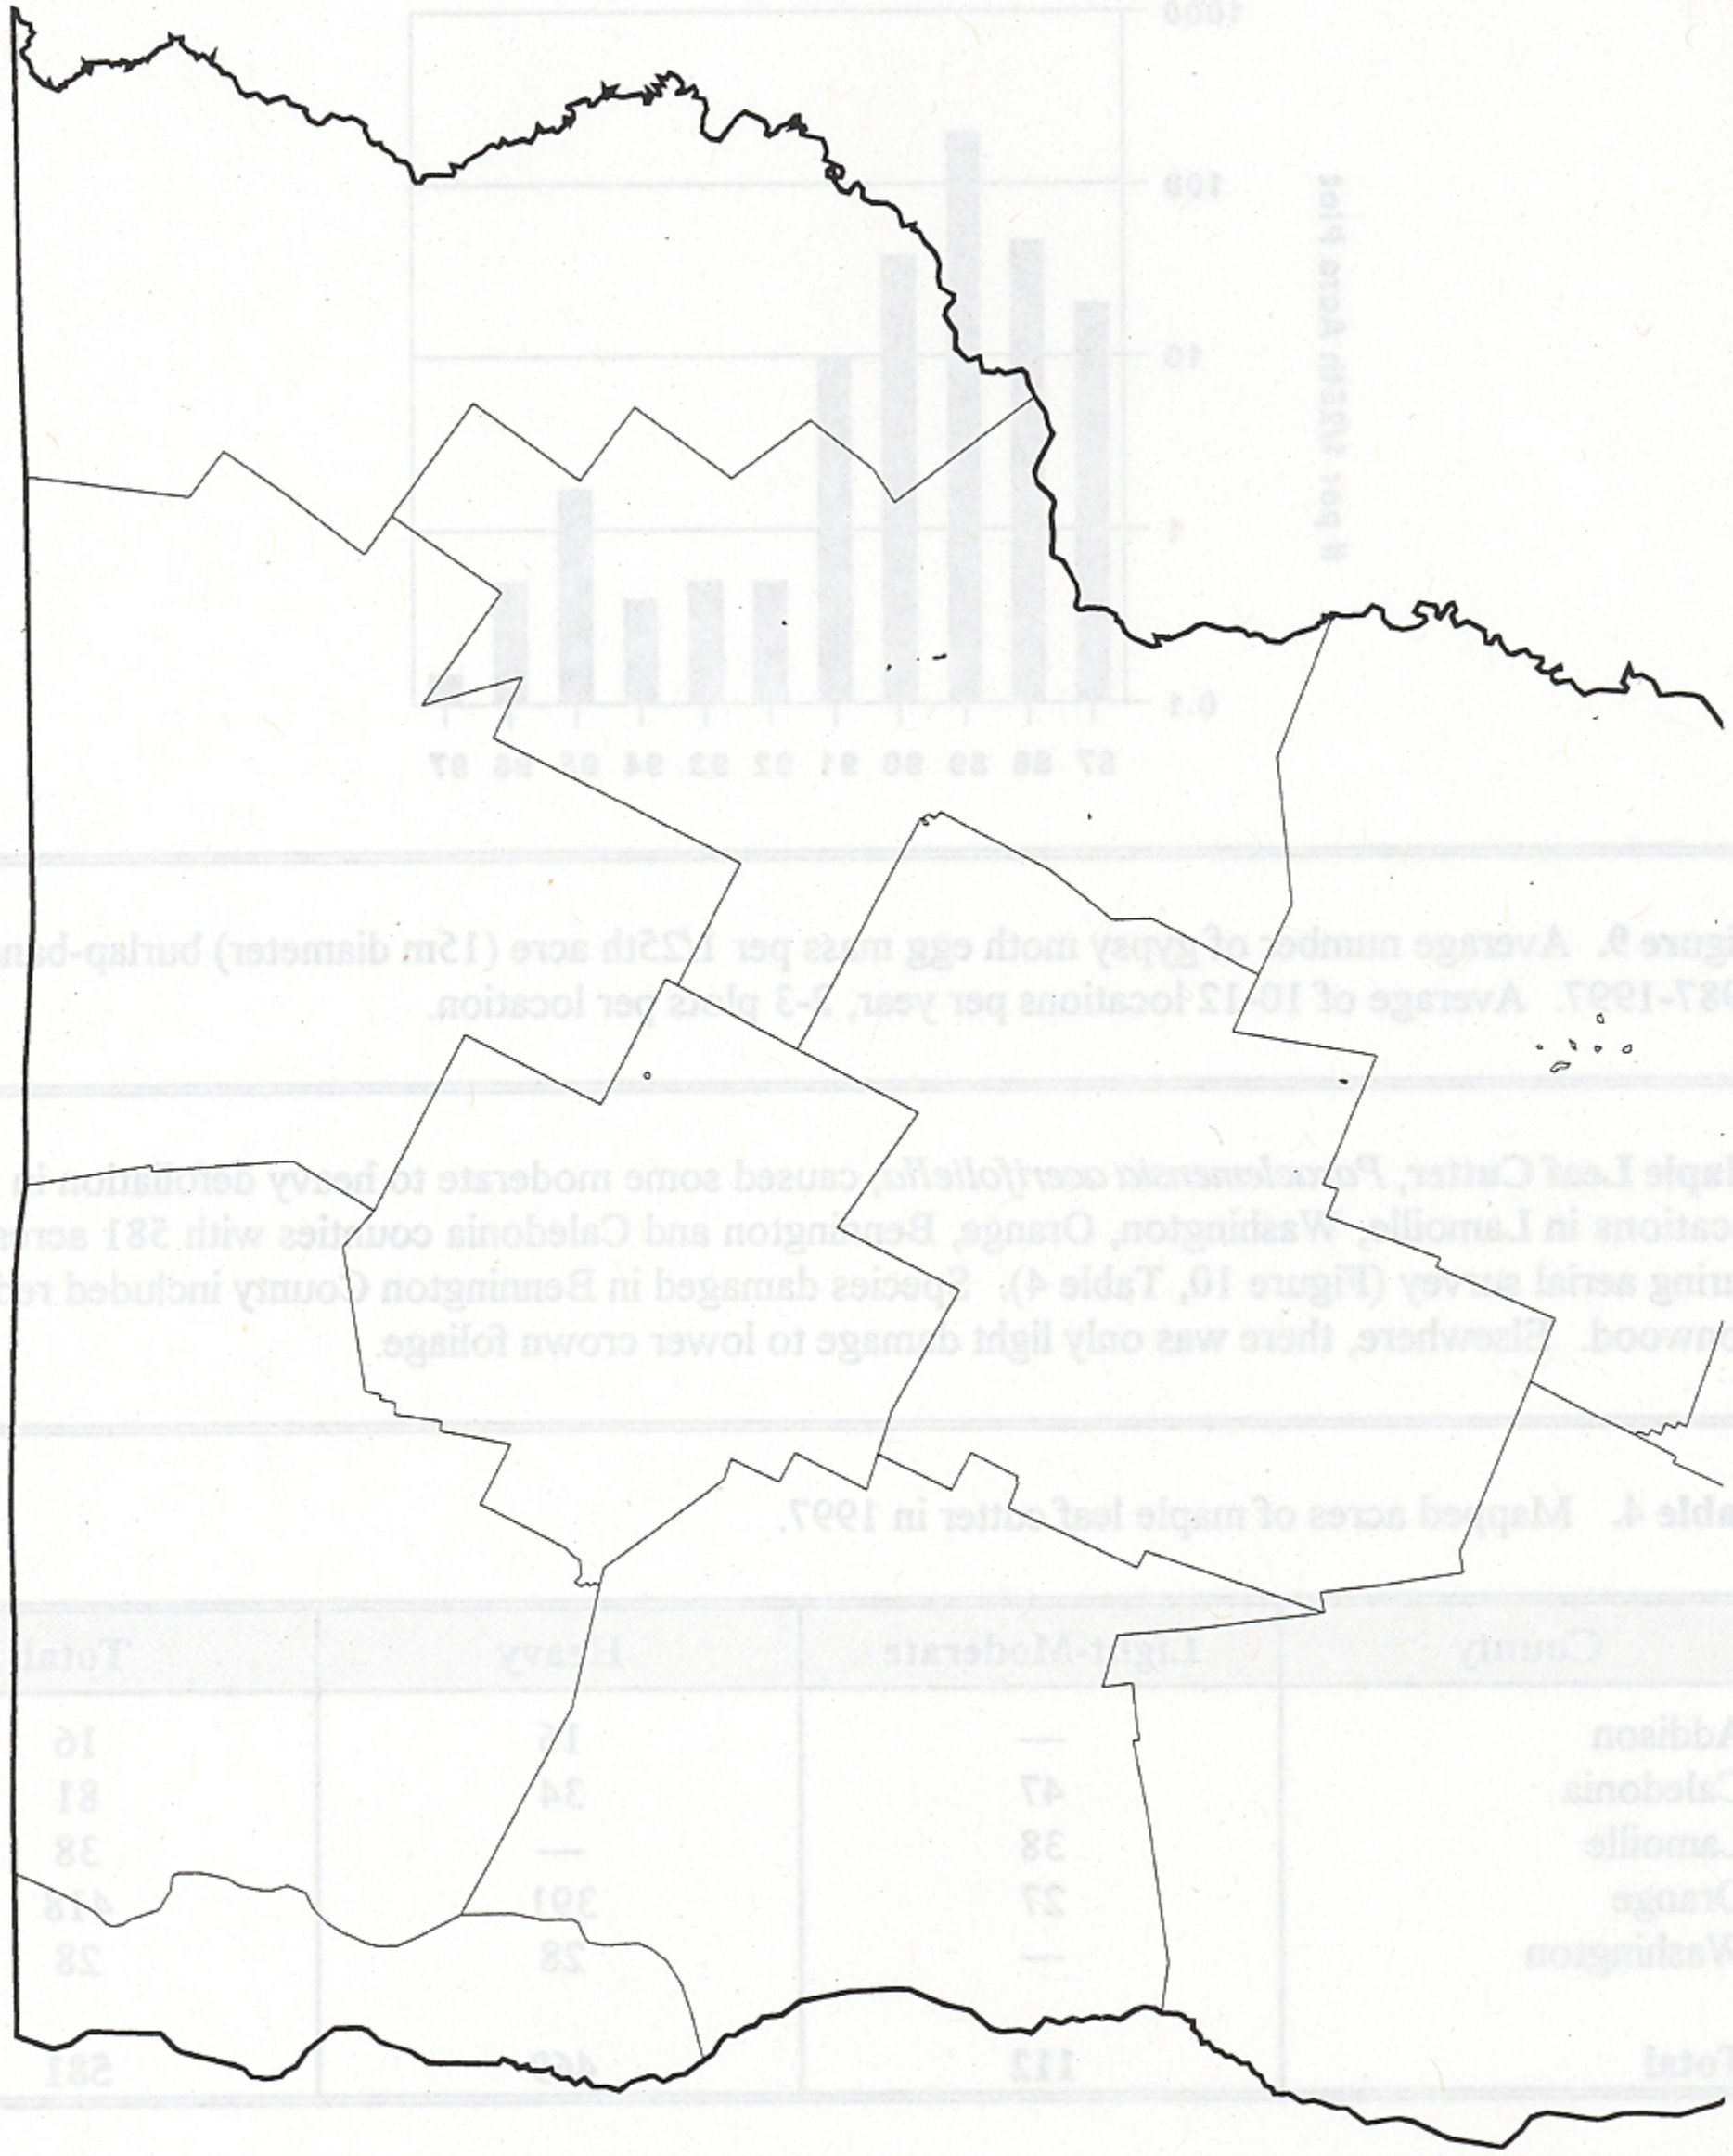 1000
100
10
1
0.1
# per 1/25th Acre Plot
87 88 89 90 91 92 93 94 95 96 97
igure 9. Average number of gypsy moth egg mass per 1/25th acre (15m diameter) burlap-ban
987-1997. Average of 10-12 locations per year, 2-3 plots per location.
laple Leaf Cutter, Paraclemensia acerifoliella, caused some moderate to heavy defoliation in
cations in Lamoille, Washington, Orange, Bennington and Caledonia counties with 581 acres
uring aerial survey (Figure 10, Table 4). Species damaged in Bennington County included red
onwood. Elsewhere, there was only light damage to lower crown foliage.
able 4. Mapped acres of maple leaf cutter in 1997.
County Light-Moderate Heavy Total
Addison — 16 16
Caledonia 47 34 81
Lamoille 38 — 38
Orange 27 391 418
Washington — 28 28
Total 112 469 581